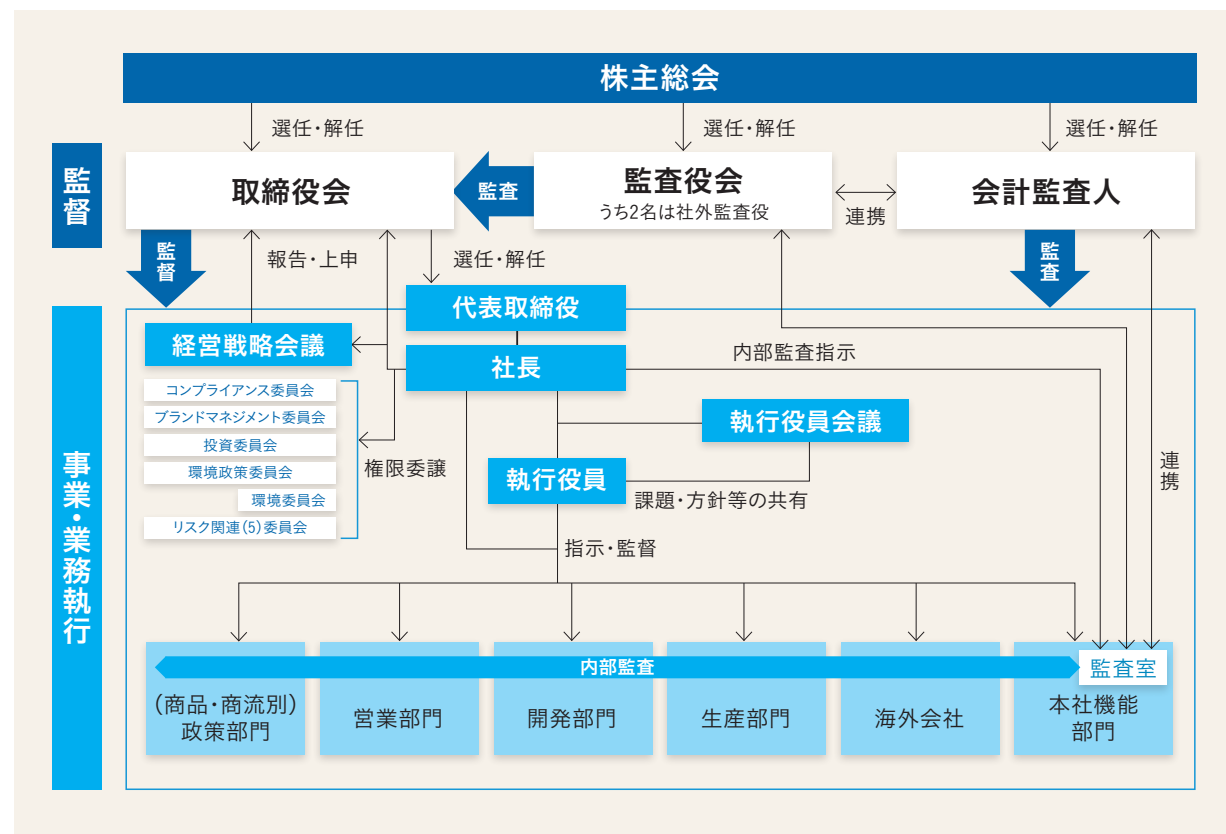 株主総会
選任・解任
選任・解任
選任・解任
監督
取締役会
監査
監査役会
うち2名は社外監査役
連携
会計監査人
監督
報告・上申
選任・解任
監査
事業・業務執行
代表取締役
経営戦略会議
社長
内部監査指示
コンプライアンス委員会
ブランドマネジメント委員会
投資委員会
環境政策委員会
環境委員会
リスク関連(5)委員会
権限委譲
執行役員会議
執行役員
課題・方針等の共有
連携
指示・監督
内部監査
監査室
(商品・商流別)
政策部門
営業部門
開発部門
生産部門
海外会社
本社機能
部門